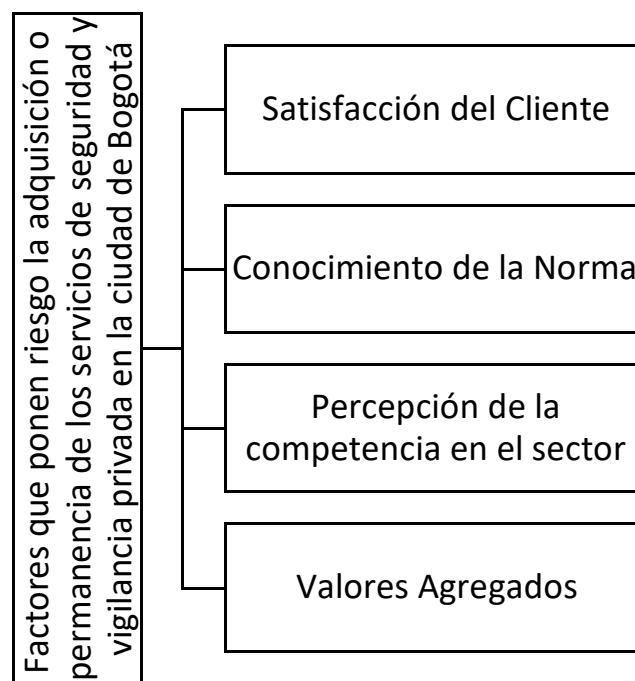 Factores que ponen riesgo la adquisición o
permanencia de los servicios de seguridad y
vigilancia privada en la ciudad de Bogotá
Satisfacción del Cliente
Conocimiento de la Norma
Percepción de la
competencia en el sector
Valores Agregados